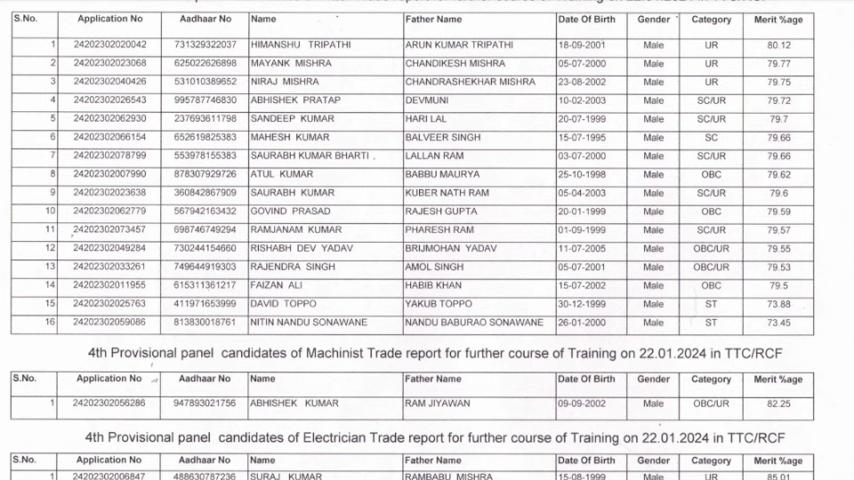 S.No. Application No Aadhaar No Name Father Name Date Of Birth Gender Category Merit %age
1 24202302020042 731329322037 HIMANSHU TRIPATHI ARUN KUMAR TRIPATHI 18-09-2001 Male UR 80.12
2 24202302023068 625022626898 MAYANK MISHRA CHANDIKESH MISHRA 05-07-2000 Male UR 79.77
3 24202302040426 531010389652 NIRAJ MISHRA CHANDRASHEKHAR MISHRA 23-08-2002 Male UR 79.75
4 24202302026543 995787746830 ABHISHEK PRATAP DEVMUNI 10-02-2003 Male SC/UR 79.72
5 24202302062930 237693611798 SANDEEP KUMAR HARI LAL 20-07-1999 Male SC/UR 79.7
6 24202302066154 652619825383 MAHESH KUMAR BALVEER SINGH 15-07-1995 Male SC 79.66
7 24202302078799 553978155383 SAURABH KUMAR BHARTI LALLAN RAM 03-07-2000 Male SC/UR 79.66
8 24202302007990 878307929726 ATUL KUMAR BABBU MAURYA 25-10-1998 Male OBC 79.62
9 24202302023638 360842867909 SAURABH KUMAR KUBER NATH RAM 05-04-2003 Male SC/UR 79.6
10 24202302062779 567942163432 GOVIND PRASAD RAJESH GUPTA 20-01-1999 Male OBC 79.59
11 24202302073457 698746749294 RAMJANAM KUMAR PHARESH RAM 01-09-1999 Male SC/UR 79.57
12 24202302049284 730244154660 RISHABH DEV YADAV BRIJMOHAN YADAV 11-07-2005 Male OBC/UR 79.55
13 24202302033261 749644919303 RAJENDRA SINGH AMOL SINGH 05-07-2001 Male OBC/UR 79.53
14 24202302011955 615311361217 FAIZAN ALI HABIB KHAN 15-07-2002 Male OBC 79.5
15 24202302025763 411971653999 DAVID TOPPO YAKUB TOPPO 30-12-1999 Male ST 73.88
16 24202302059086 813830018761 NITIN NANDU SONAWANE NANDU BABURAO SONAWANE 26-01-2000 Male ST 73.45
4th Provisional panel candidates of Machinist Trade report for further course of Training on 22.01.2024 in TTC/RCF
S.No. Application No Aadhaar No Name Father Name Date Of Birth Gender Category Merit %age
1 24202302056286 947893021756 ABHISHEK KUMAR RAM JIYAWAN 09-09-2002 Male OBC/UR 82.25
4th Provisional panel candidates of Electrician Trade report for further course of Training on 22.01.2024 in TTC/RCF
S.No. Application No Aadhaar No Name Father Name Date Of Birth Gender Category Merit %age
1 24202302006847 488630787236 SURAJ KUMAR RAMBABU MISHRA 15-08-1999 Male UR 85.01